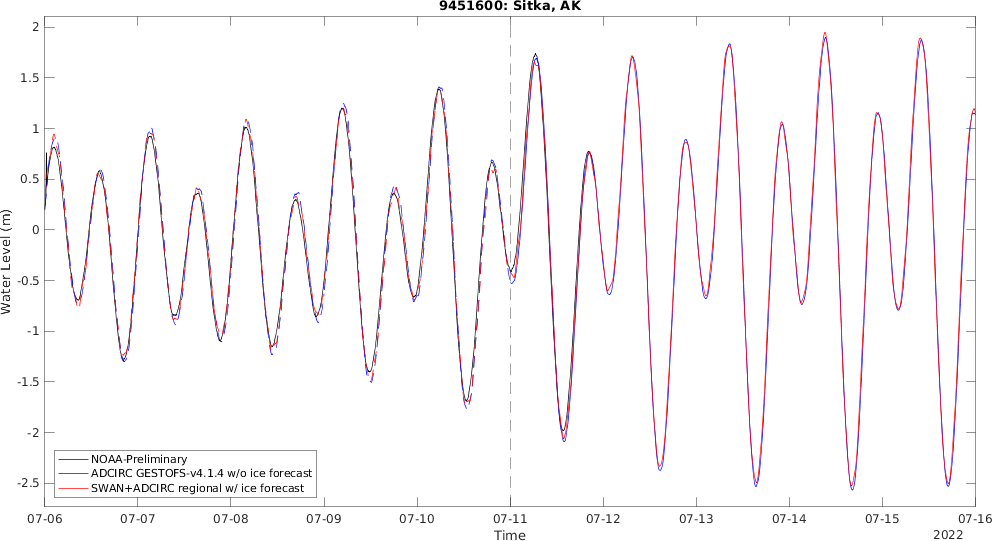 9451600: Sitka, AK
Water Level (m)
2
1.5
1
0.5
0
-0.5
-1
-1.5
-2
-2.5
NOAA-Preliminary
ADCIRC GESTOFS-v4.1.4 w/o ice forecast
SWAN+ADCIRC regional w/ ice forecast
07-06 07-07 07-08 07-09 07-10 07-11 07-12 07-13 07-14 07-15 07-16
Time
2022